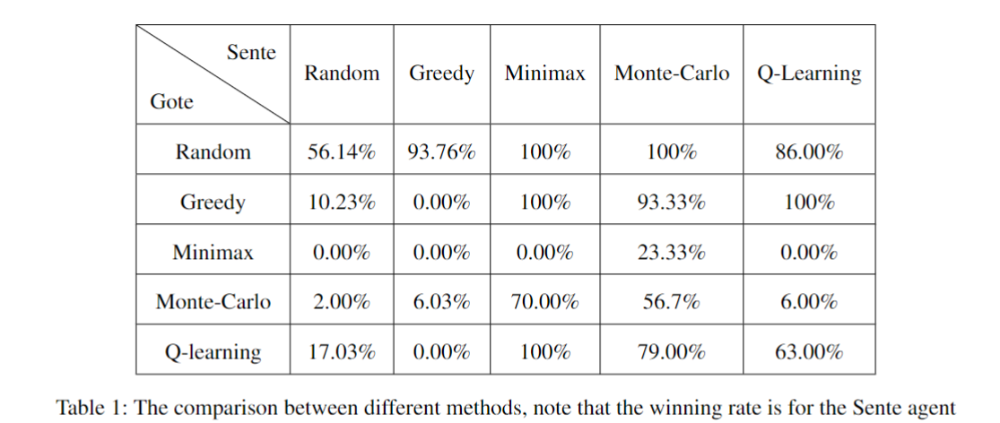 Sente
Gote
Random Greedy Minimax Monte-Carlo Q-Learning
Random 56.14% 93.76% 100% 100% 86.00%
Greedy 10.23% 0.00% 100% 93.33% 100%
Minimax 0.00% 0.00% 0.00% 23.33% 0.00%
Monte-Carlo 2.00% 6.03% 70.00% 56.7% 6.00%
Q-learning 17.03% 0.00% 100% 79.00% 63.00%
Table 1: The comparison between different methods, note that the winning rate is for the Sente agent